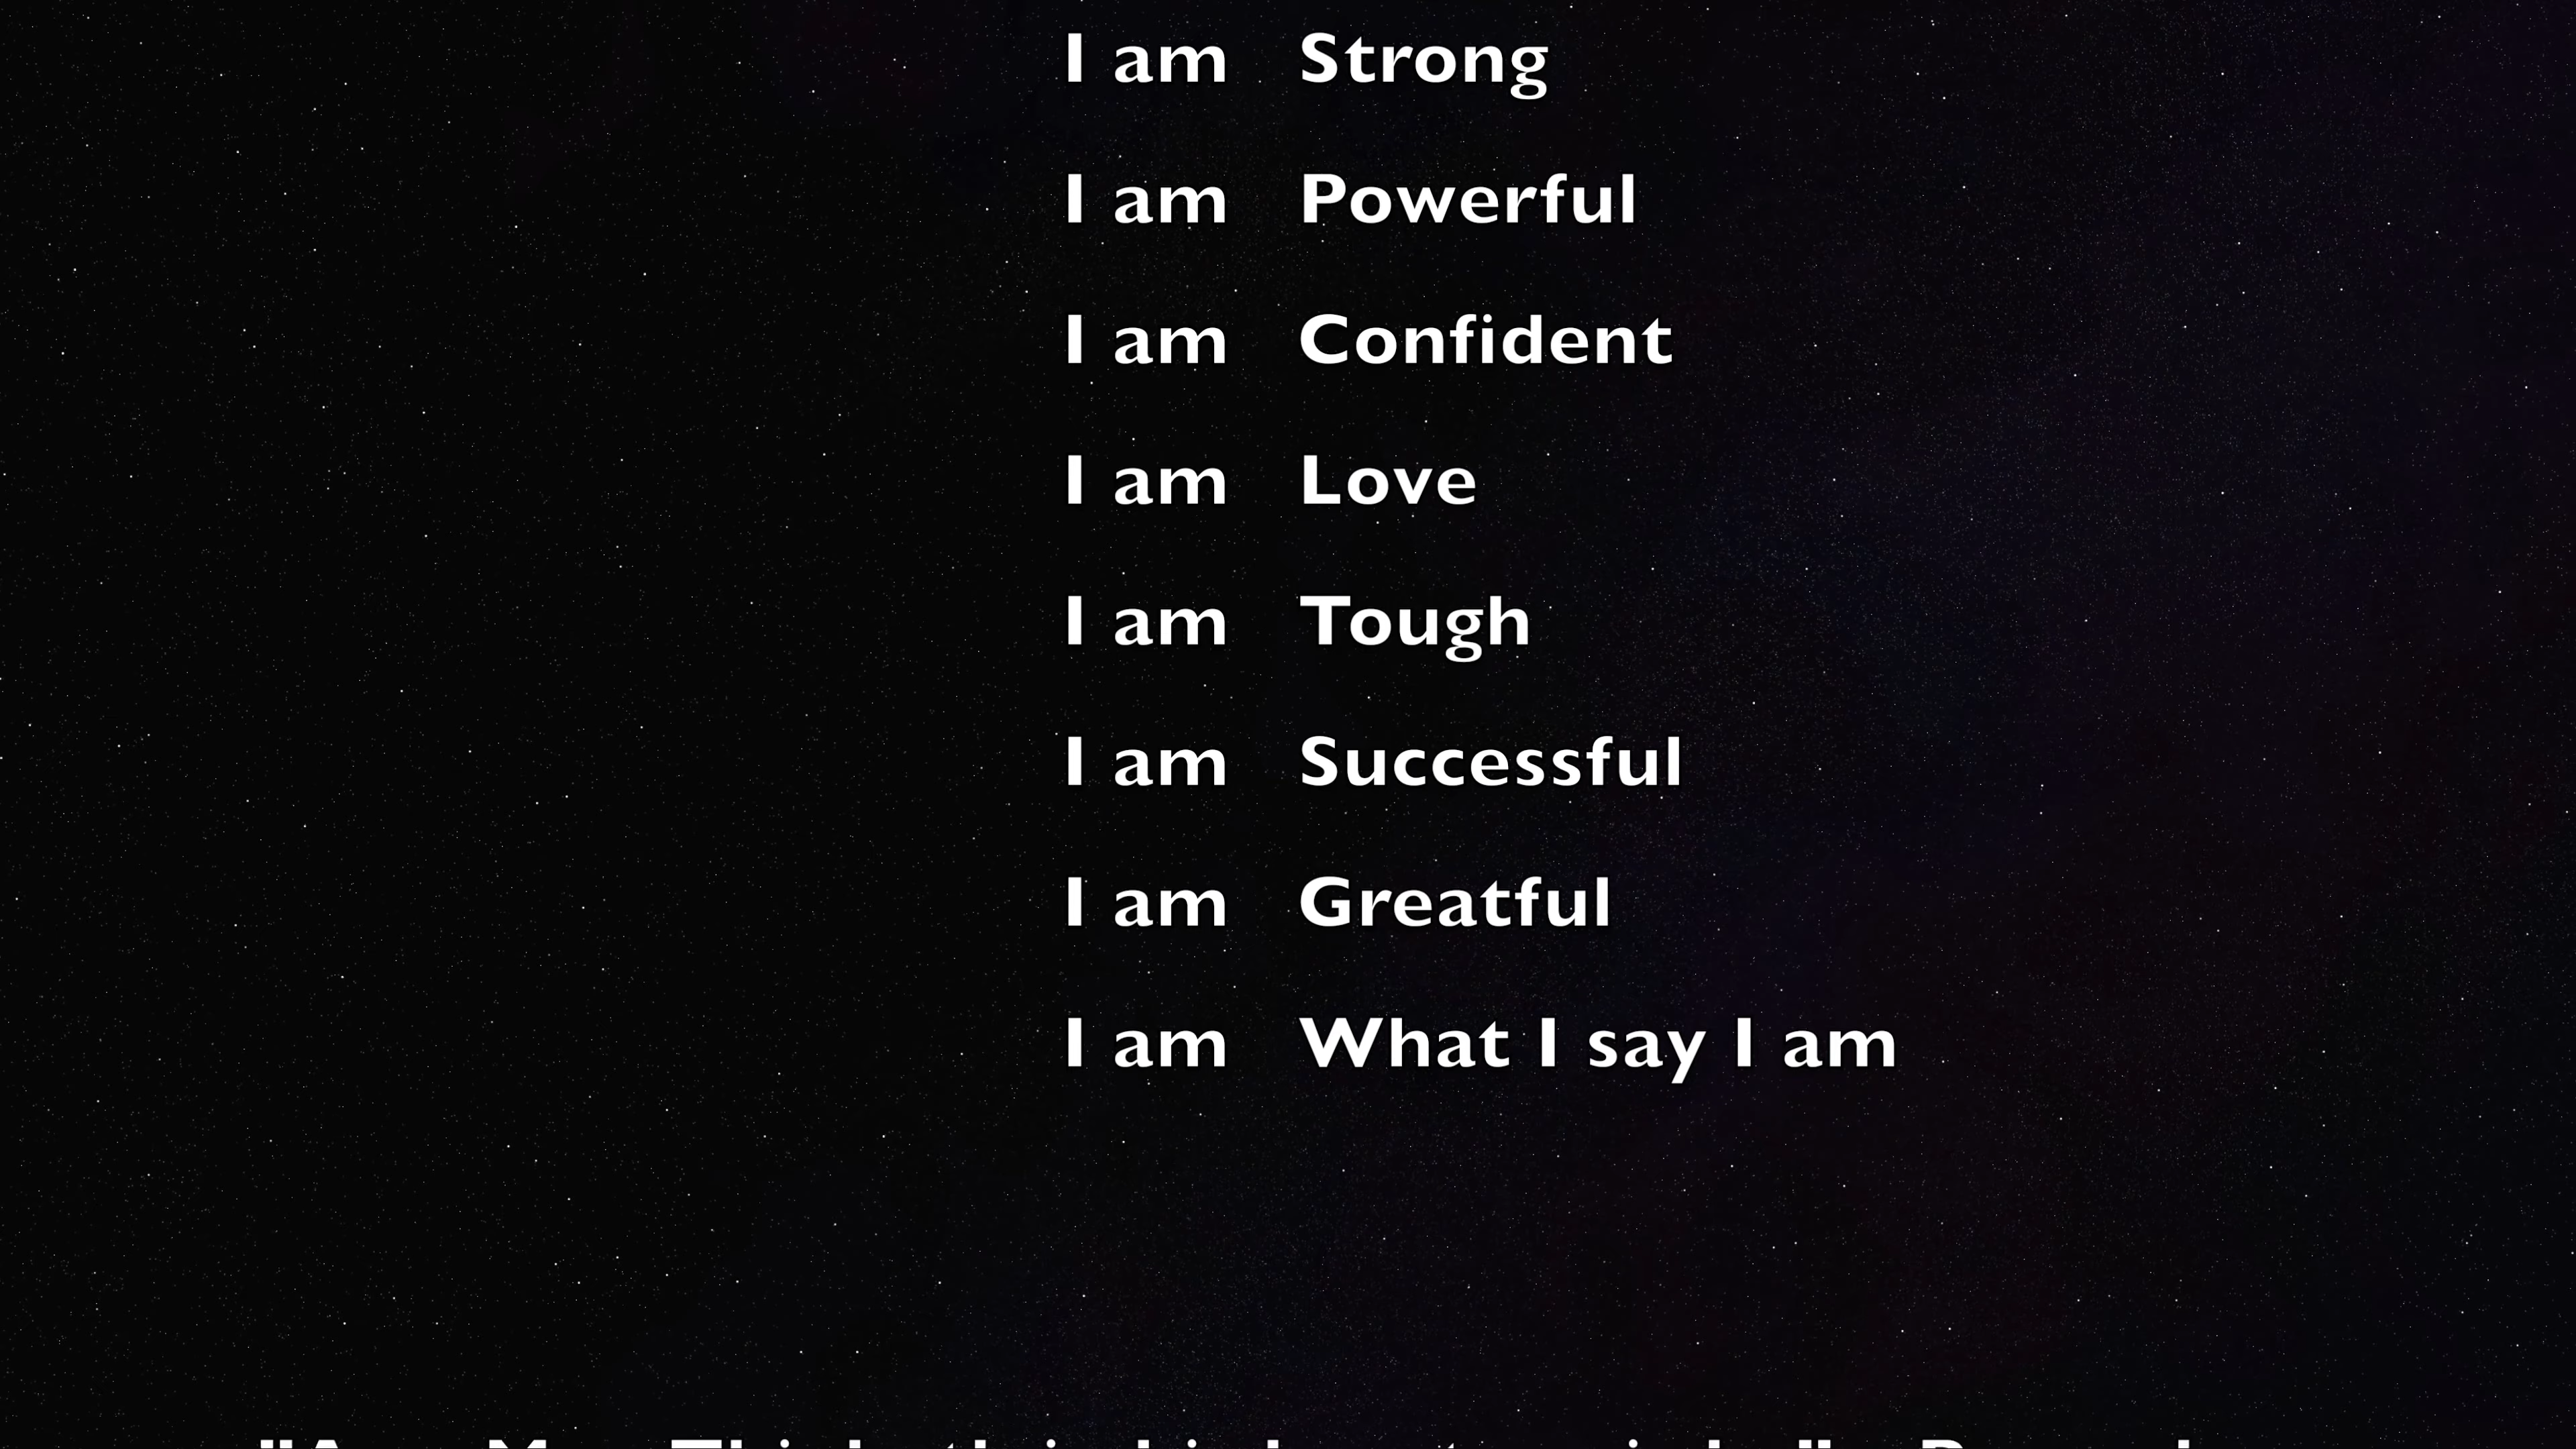 I am Strong
I am Powerful
I am Confident
I am Love
I am Tough
I am Successful
I am Greatful
I am What I say I am